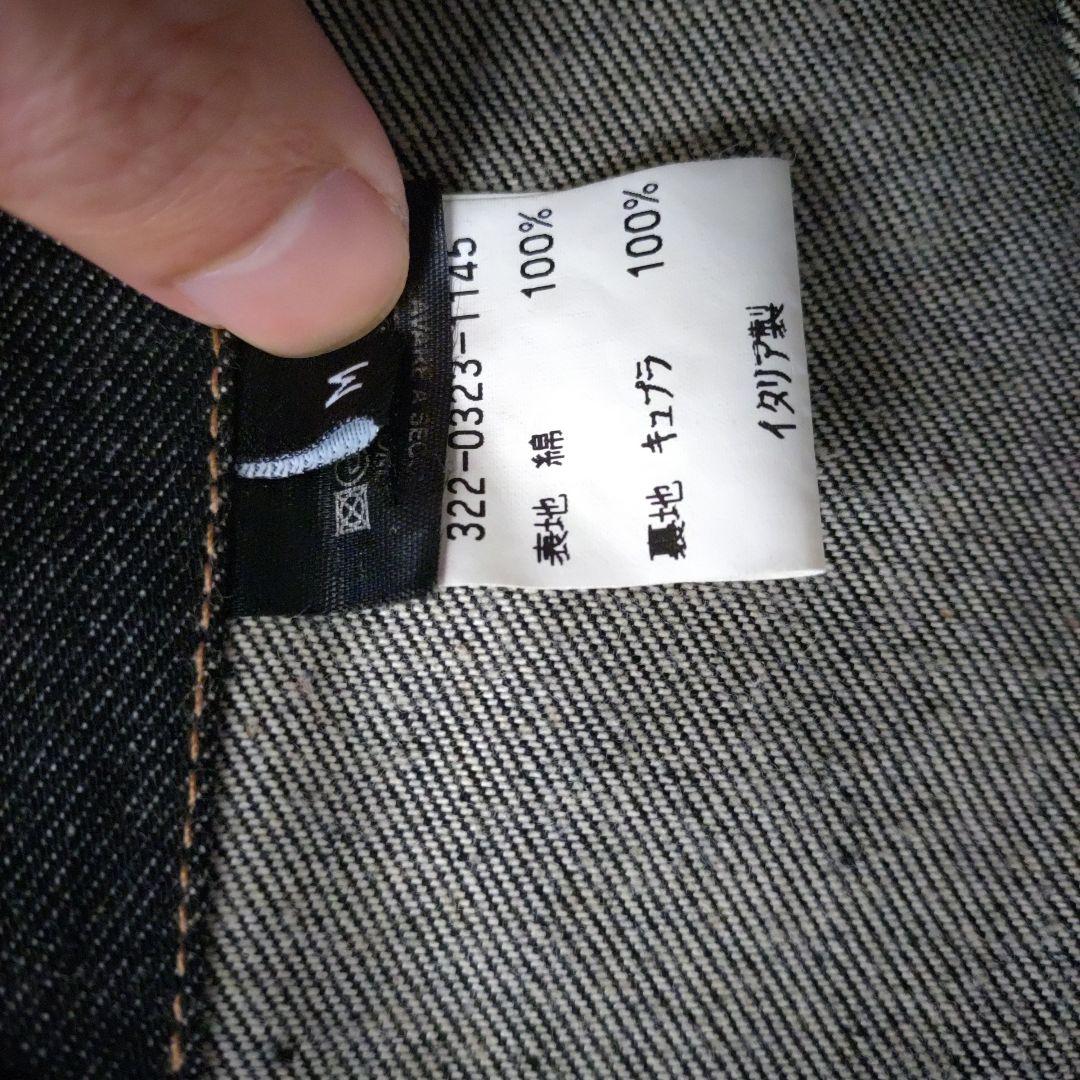 M
322-0323-1145
表地 綿 100%
裏地 キュプラ 100%
イタリア製